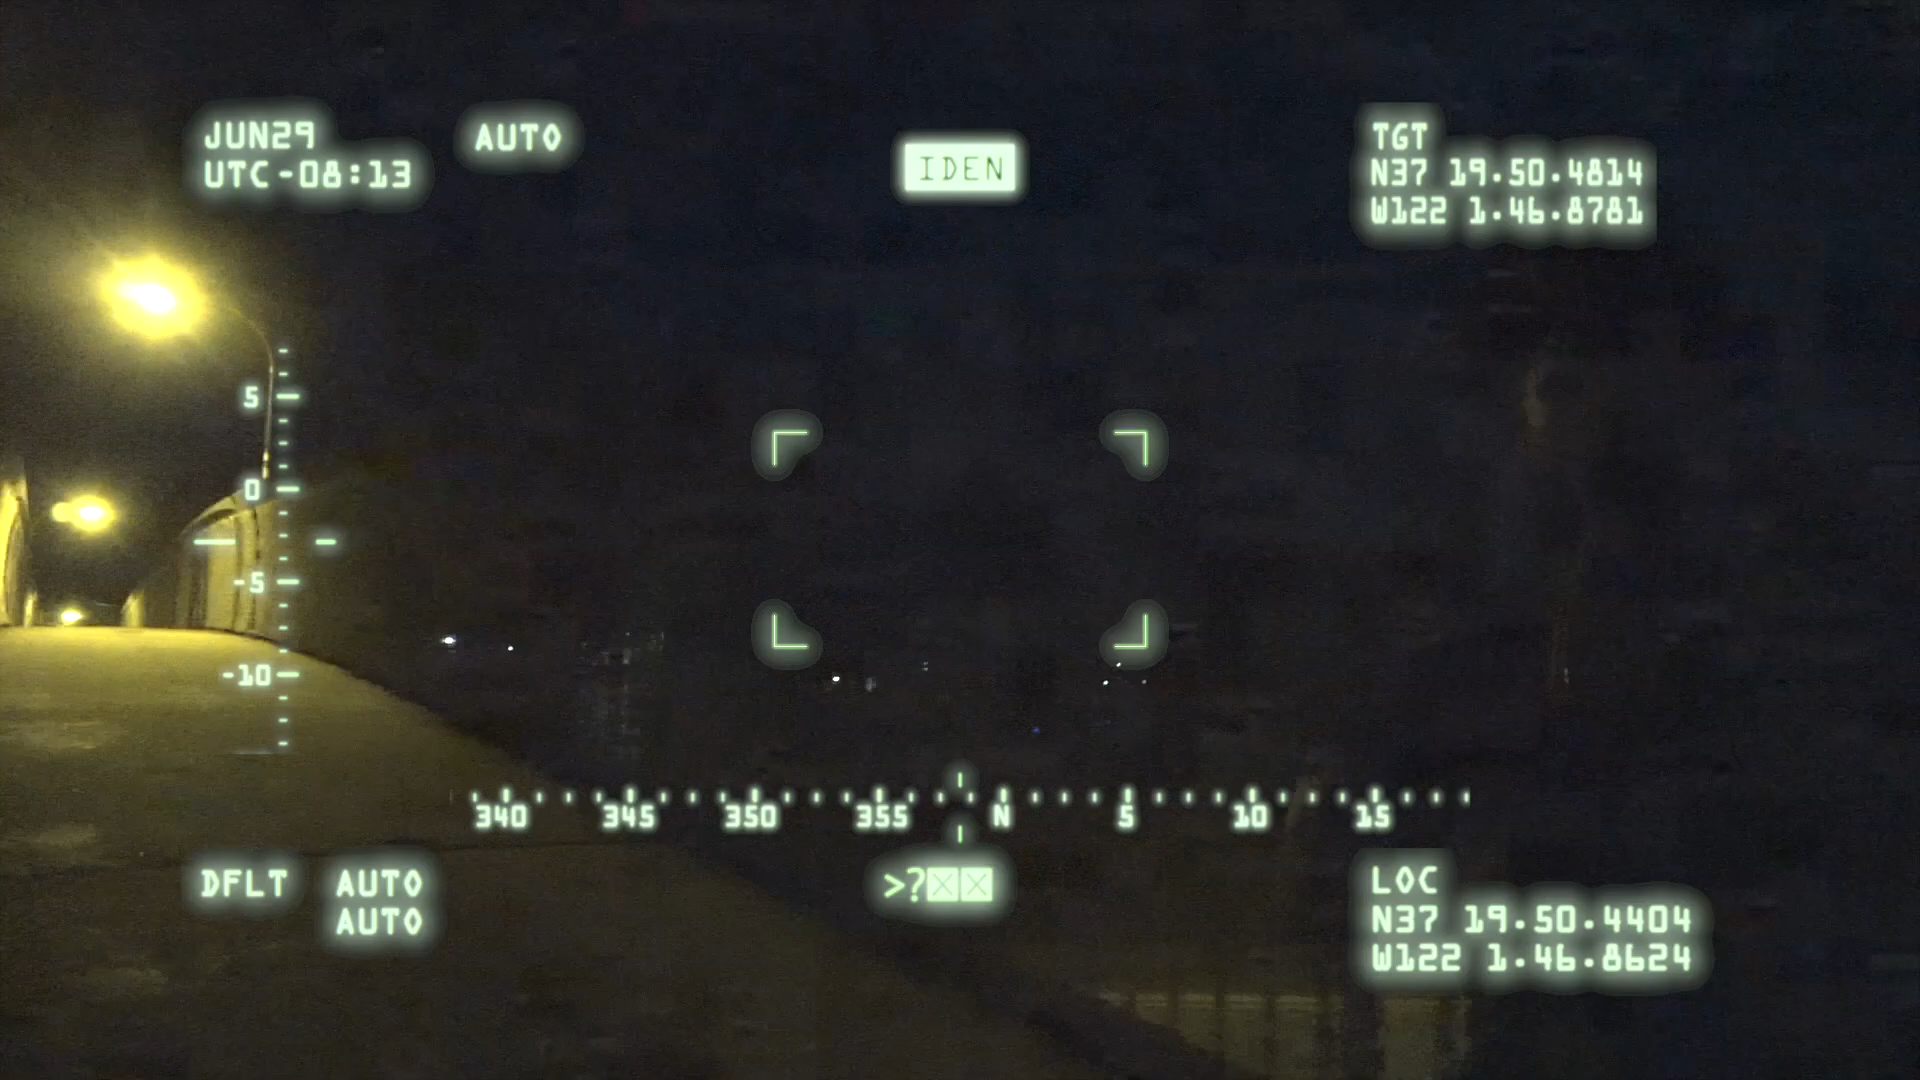 JUN29
UTC-08:13
AUTO
IDEN
TGT
N37 19.50.4814
W122 1.46.8781
5
0
-5
-10
340 345 350 355 N 5 10 15
DFLT
AUTO
AUTO
>?
LOC
N37 19.50.4404
W122 1.46.8624